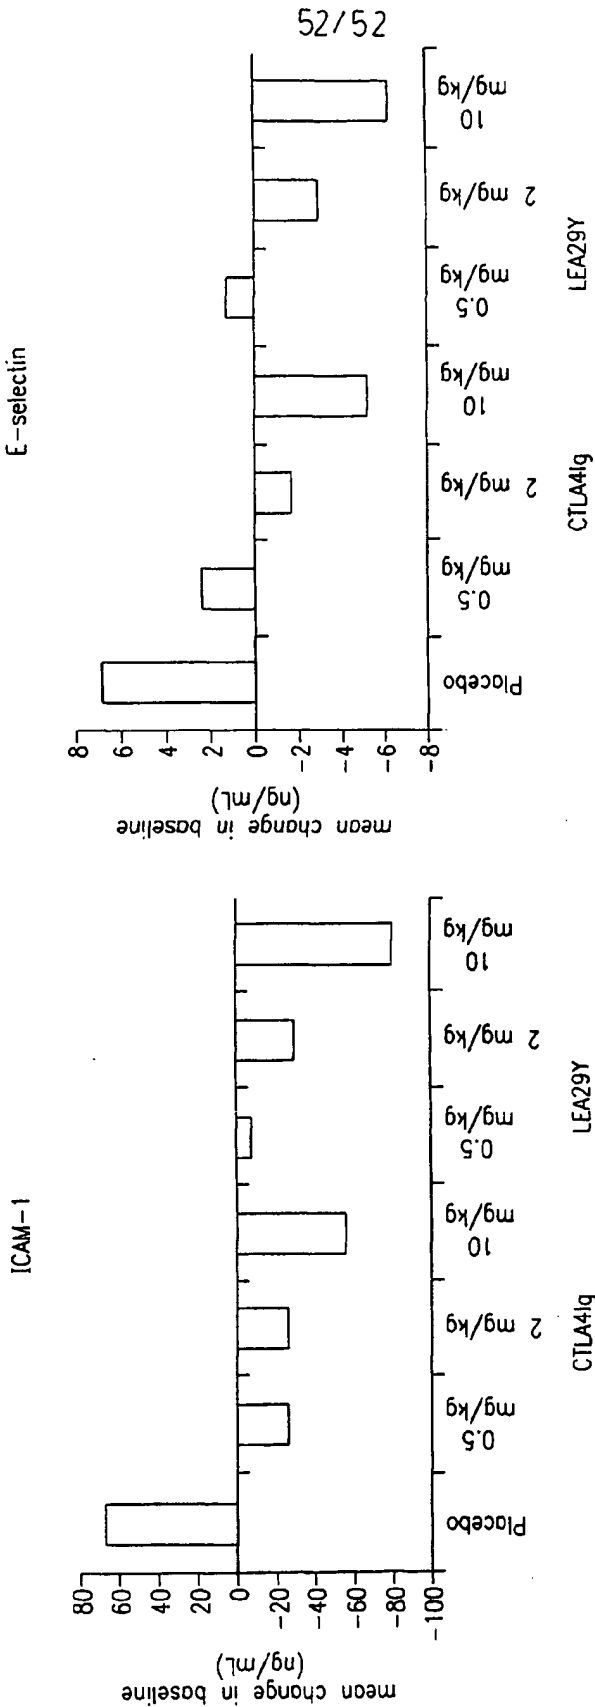 52/52
ICAM-1
mean change in baseline
(ng/mL)
80
60
40
20
0
-20
-40
-60
-80
-100
Placebo
0.5
mg/kg
2 mg/kg
10
mg/kg
0.5
mg/kg
2 mg/kg
10
mg/kg
CTLA4Ig
LEA29Y
E-selectin
mean change in baseline
(ng/mL)
8
6
4
2
0
-2
-4
-6
-8
Placebo
0.5
mg/kg
2 mg/kg
10
mg/kg
0.5
mg/kg
2 mg/kg
10
mg/kg
CTLA4Ig
LEA29Y